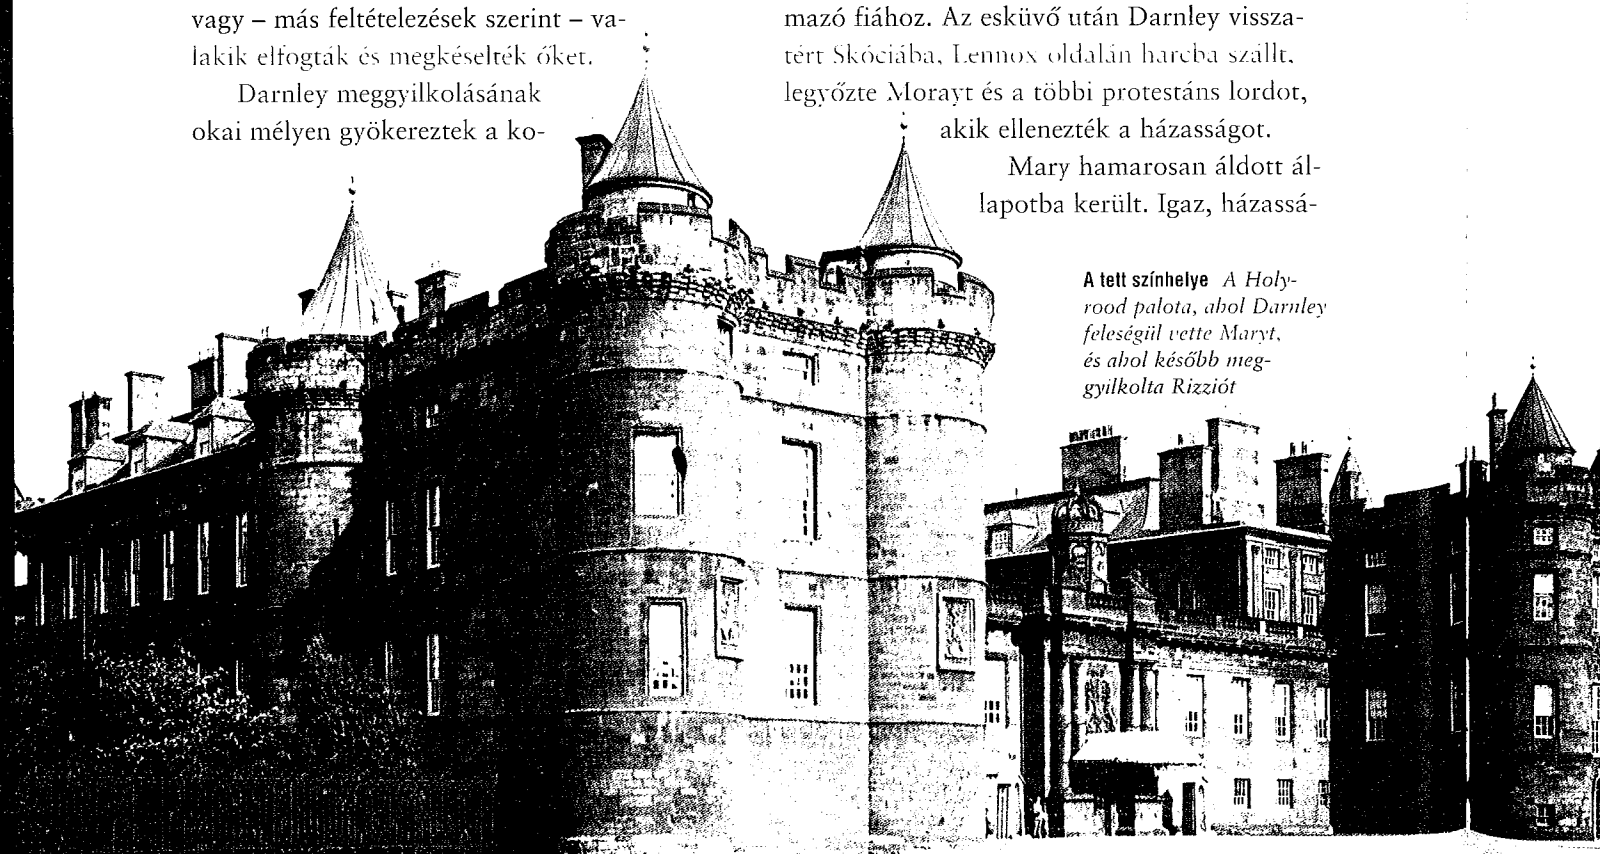 vagy – más feltételezések szerint – va-
lakik elfogták és megkéselték őket.
Darnley meggyilkolásának
okai mélyen gyökereztek a ko-
mazó fiához. Az esküvő után Darnley vissza-
tért Skóciába, Lennox oldalán harcba szállt,
legyőzte Morayt és a többi protestáns lordot,
akik ellenezték a házasságot.
Mary hamarosan áldott ál-
lapotba került. Igaz, házassá-
A tett színhelye A Holy-
rood palota, ahol Darnley
feleségül vette Maryt,
és ahol később meg-
gyilkolta Rizziót